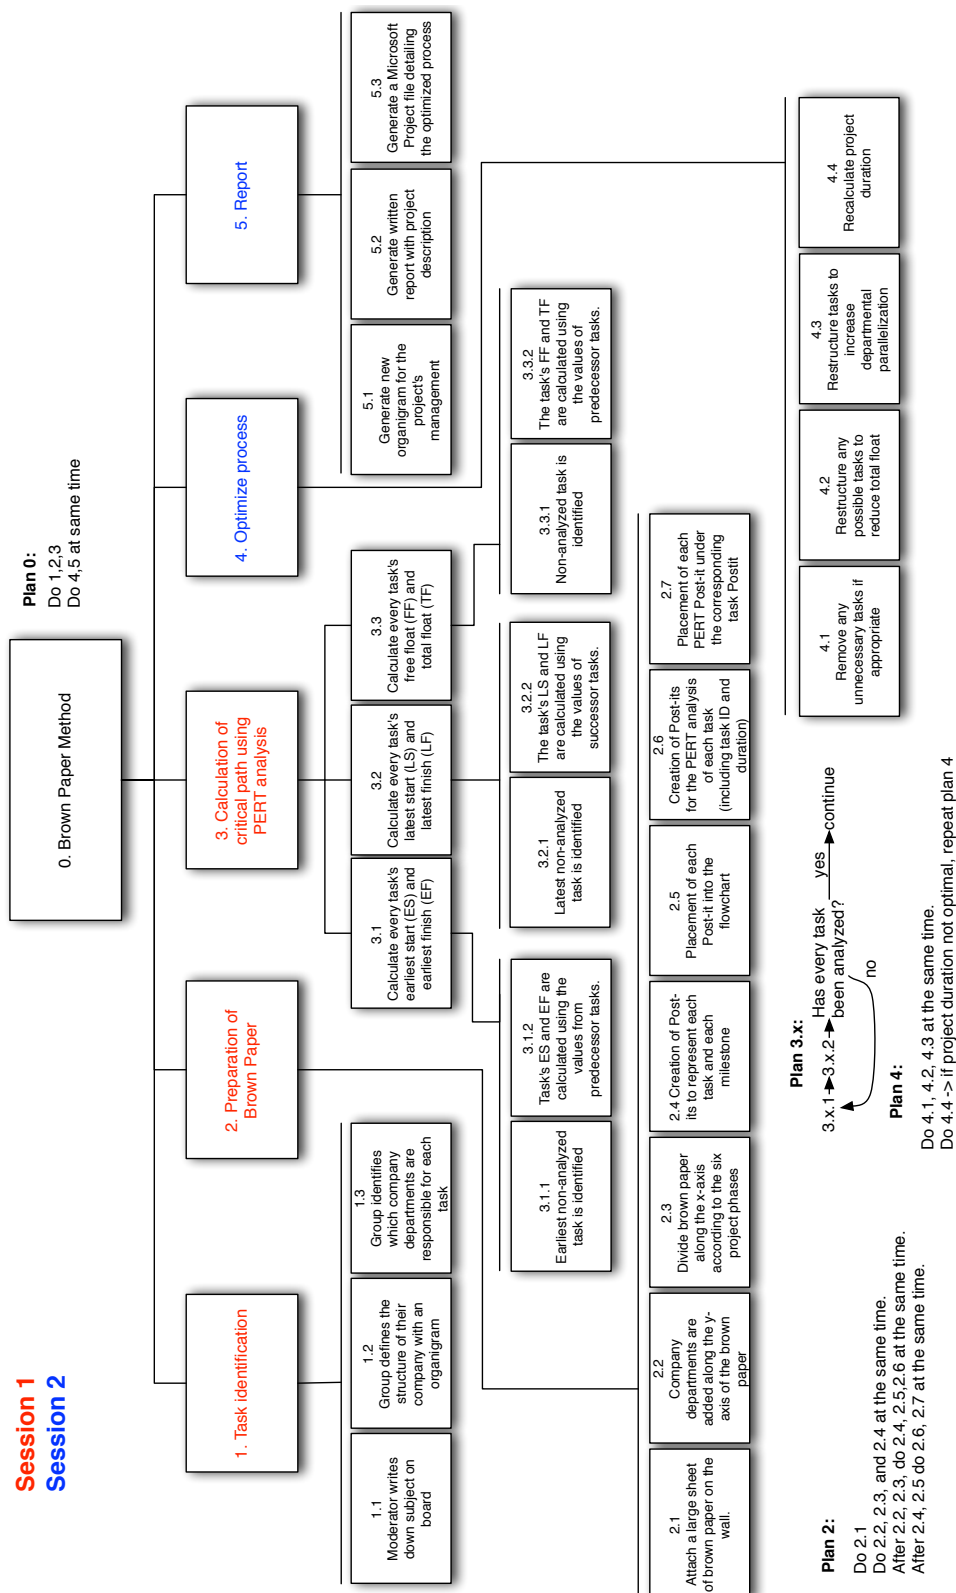 Session 1
Session 2
0. Brown Paper Method
Plan 0:
Do 1,2,3
Do 4,5 at same time
1. Task identification
2. Preparation of
Brown Paper
3. Calculation of
critical path using
PERT analysis
4. Optimize process
5. Report
1.1
Moderator writes
down subject on
board
1.2
Group defines the
structure of their
company with an
organigram
1.3
Group identifies
which company
departments are
responsible for each
task
3.1
Calculate every task's
earliest start (ES) and
earliest finish (EF)
3.2
Calculate every task's
latest start (LS) and
latest finish (LF)
3.3
Calculate every task's
free float (FF) and
total float (TF)
5.1
Generate new
organigram for the
project's
management
5.2
Generate written
report with project
description
5.3
Generate a Microsoft
Project file detailing
the optimized process
3.1.1
Earliest non-analyzed
task is identified
3.1.2
Task's ES and EF are
calculated using the
values from
predecessor tasks.
3.2.1
Latest non-analyzed
task is identified
3.2.2
The task's LS and LF
are calculated using
the values of
successor tasks.
3.3.1
Non-analyzed task is
identified
3.3.2
The task's FF and TF
are calculated using
the values of
predecessor tasks.
2.1
Attach a large sheet
of brown paper on the
wall.
2.2
Company
departments are
added along the y-
axis of the brown
paper
2.3
Divide brown paper
along the x-axis
according to the six
project phases
2.4 Creation of Post-
its to represent each
task and each
milestone
2.5
Placement of each
Post-it into the
flowchart
2.6
Creation of Post-its
for the PERT analysis
of each task
(including task ID and
duration)
2.7
Placement of each
PERT Post-it under
the corresponding
task Postit
4.1
Remove any
unnecessary tasks if
appropriate
4.2
Restructure any
possible tasks to
reduce total float
4.3
Restructure tasks to
increase
departmental
parallelization
4.4
Recalculate project
duration
Plan 2:
Do 2.1
Do 2.2, 2.3, and 2.4 at the same time.
After 2.2, 2.3, do 2.4, 2.5,2.6 at the same time.
After 2.4, 2.5 do 2.6, 2.7 at the same time.
Plan 3.x:
3.x.1 3.x.2 Has every task
been analyzed?
yes
continue
no
Plan 4:
Do 4.1, 4.2, 4.3 at the same time.
Do 4.4 -> if project duration not optimal, repeat plan 4